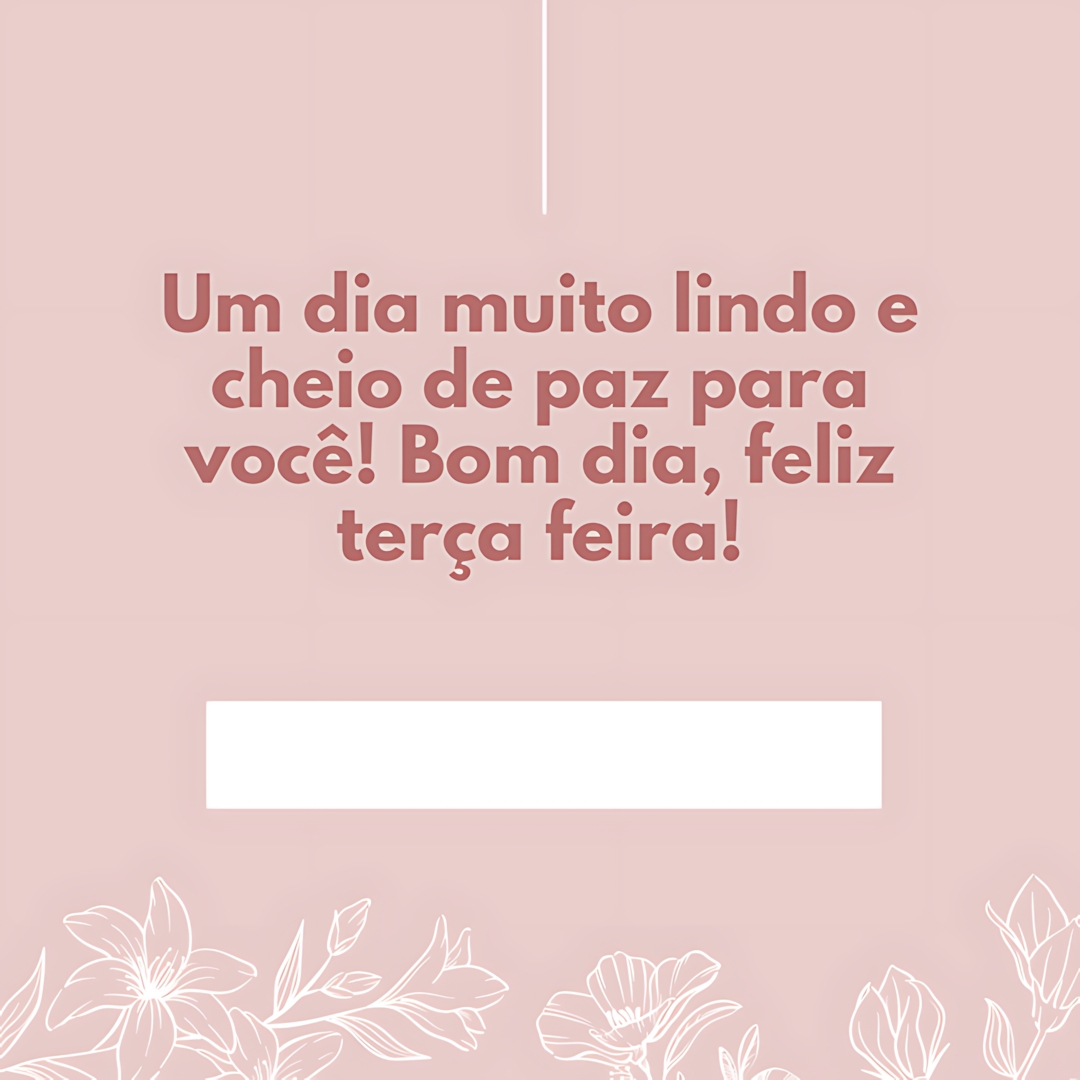 Um dia muito lindo e
cheio de paz para
você! Bom dia, feliz
terça feira!